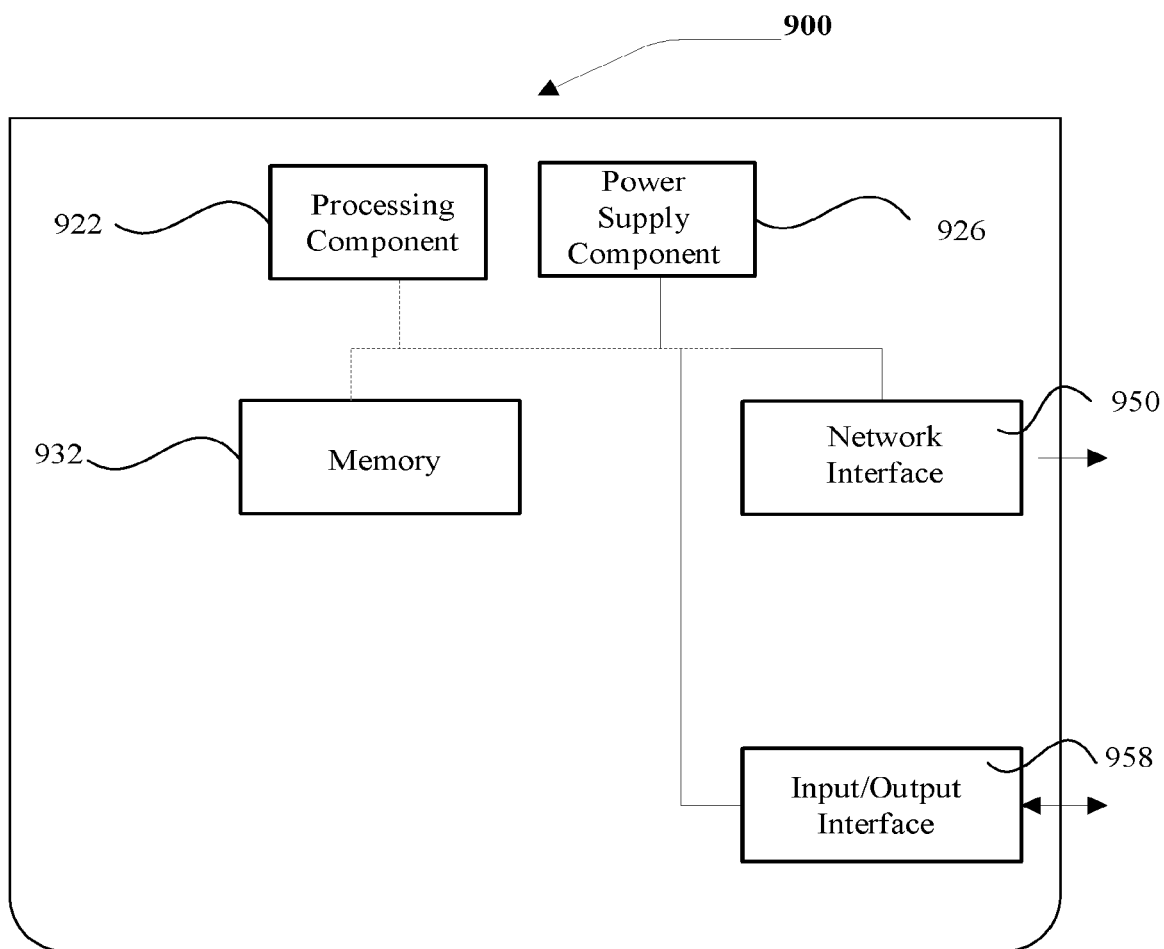 900
Processing
Component
922
Power
Supply
Component
926
Memory
932
Network
Interface
950
Input/Output
Interface
958